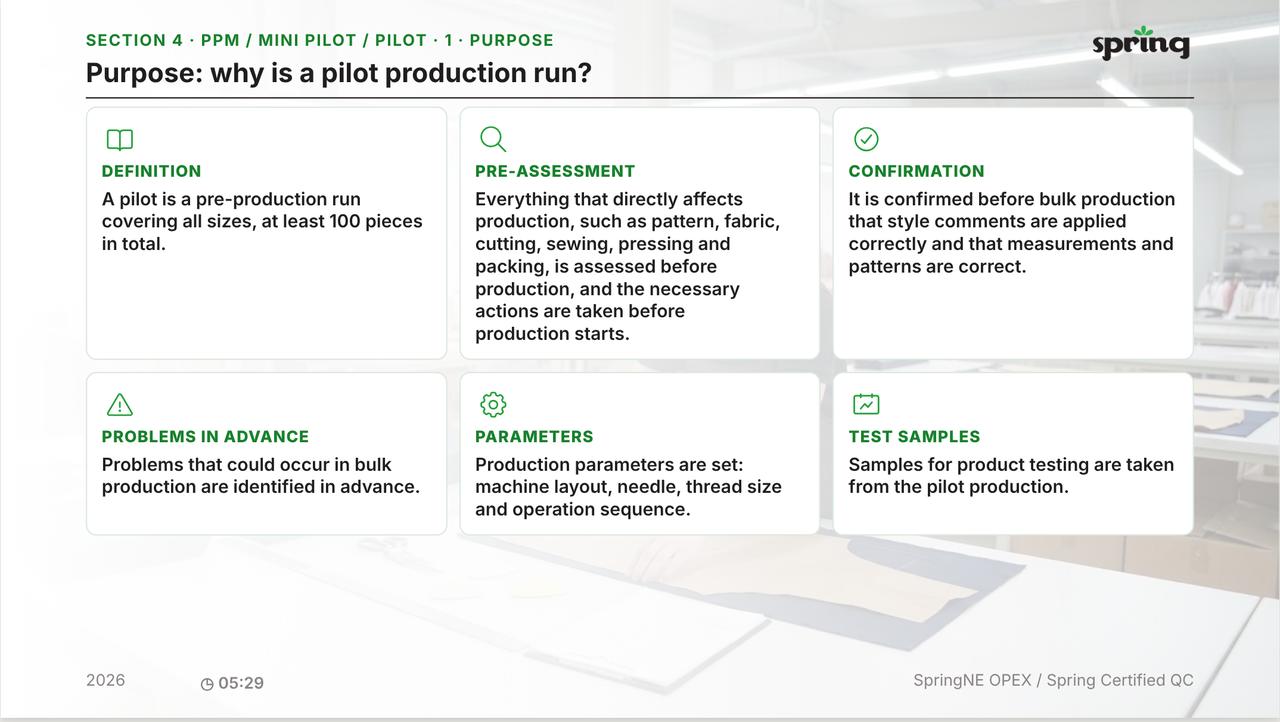 SECTION 4 · PPM / MINI PILOT / PILOT · 1 · PURPOSE
spring
Purpose: why is a pilot production run?
DEFINITION
A pilot is a pre-production run
covering all sizes, at least 100 pieces
in total.
PRE-ASSESSMENT
Everything that directly affects
production, such as pattern, fabric,
cutting, sewing, pressing and
packing, is assessed before
production, and the necessary
actions are taken before
production starts.
CONFIRMATION
It is confirmed before bulk production
that style comments are applied
correctly and that measurements and
patterns are correct.
PROBLEMS IN ADVANCE
Problems that could occur in bulk
production are identified in advance.
PARAMETERS
Production parameters are set:
machine layout, needle, thread size
and operation sequence.
TEST SAMPLES
Samples for product testing are taken
from the pilot production.
2026
05:29
SpringNE OPEX / Spring Certified QC